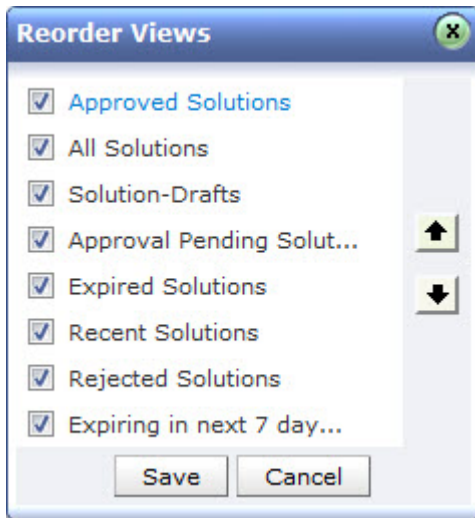 Reorder Views
Approved Solutions
All Solutions
Solution-Drafts
Approval Pending Solut...
Expired Solutions
Recent Solutions
Rejected Solutions
Expiring in next 7 day...
Save Cancel